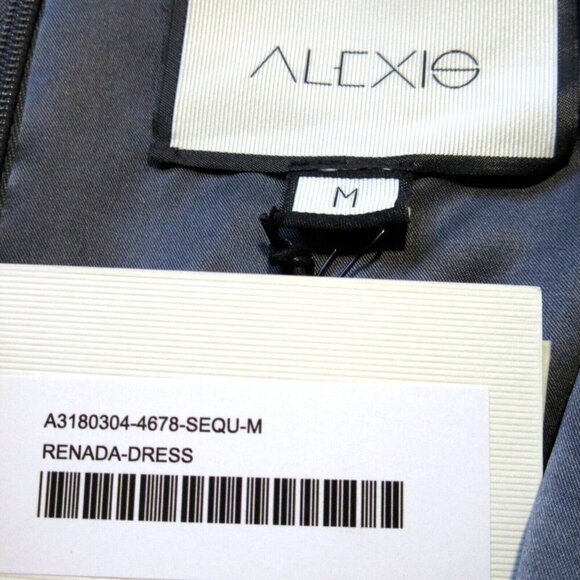 ALEXIS
M
A3180304-4678-SEQU-M
RENADA-DRESS